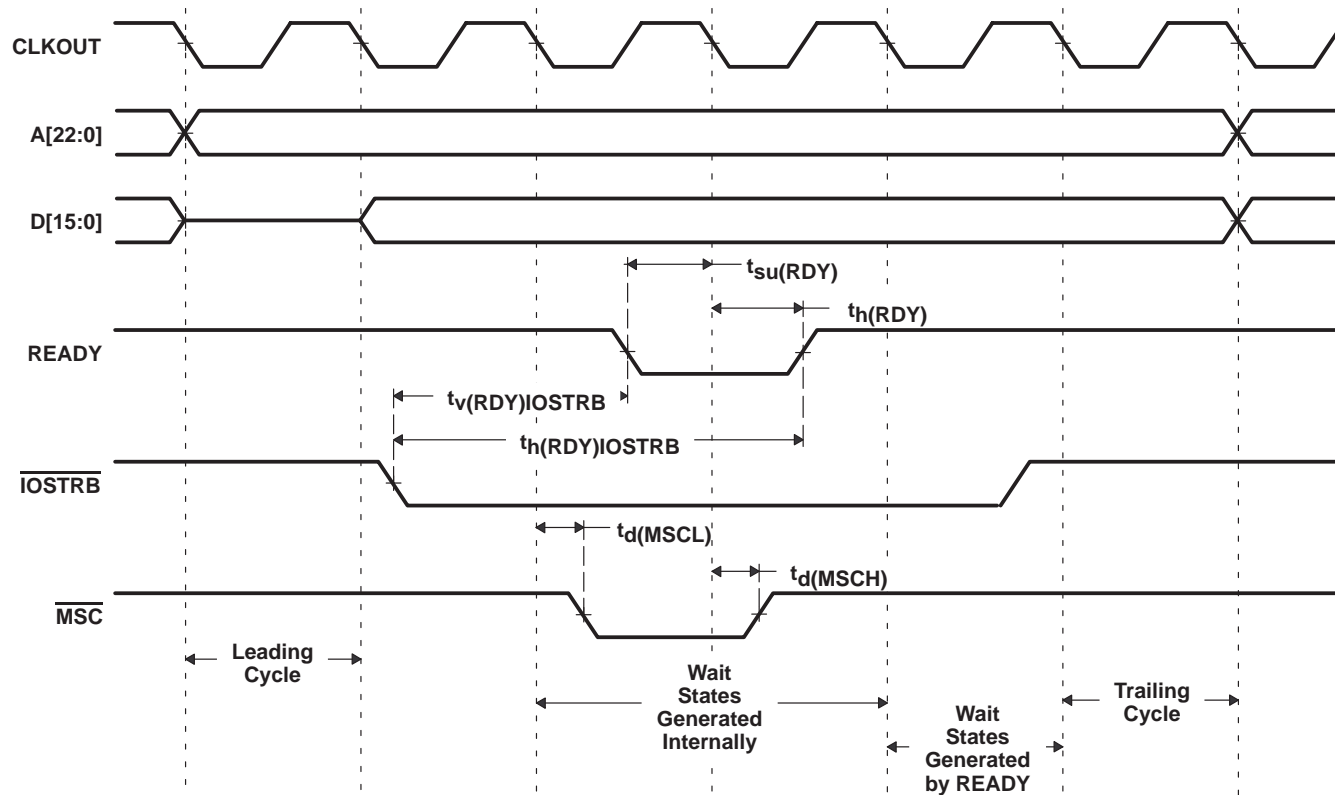 CLKOUT
A[22:0]
D[15:0]
tsu(RDY)
th(RDY)
READY
tv(RDY)IOSTRB
th(RDY)IOSTRB
IOSTRB
td(MSCL)
td(MSCH)
MSC
Leading
Cycle
Wait
States
Generated
Internally
Wait
States
Generated
by READY
Trailing
Cycle